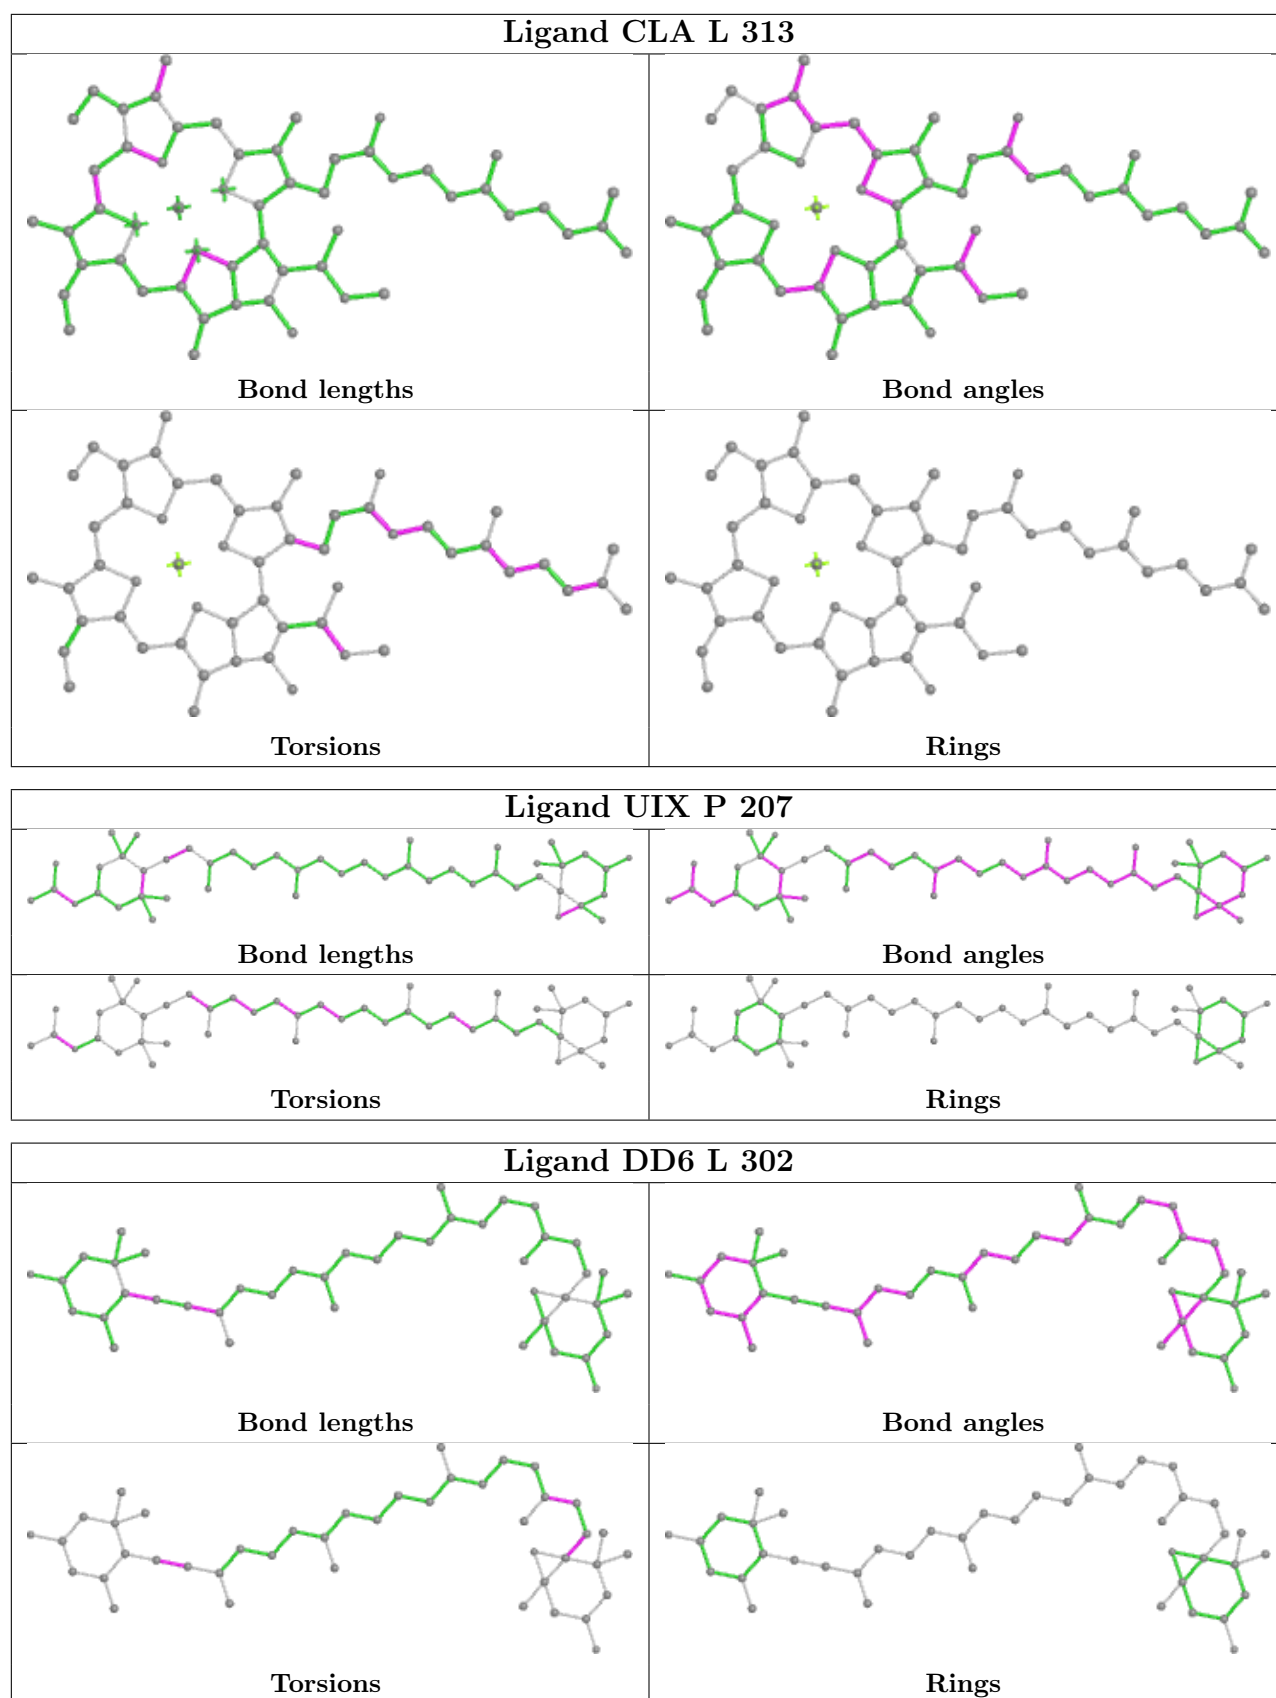 Ligand CLA L 313
Bond lengths
Bond angles
Torsions
Rings
Ligand UIX P 207
Bond lengths
Bond angles
Torsions
Rings
Ligand DD6 L 302
Bond lengths
Bond angles
Torsions
Rings